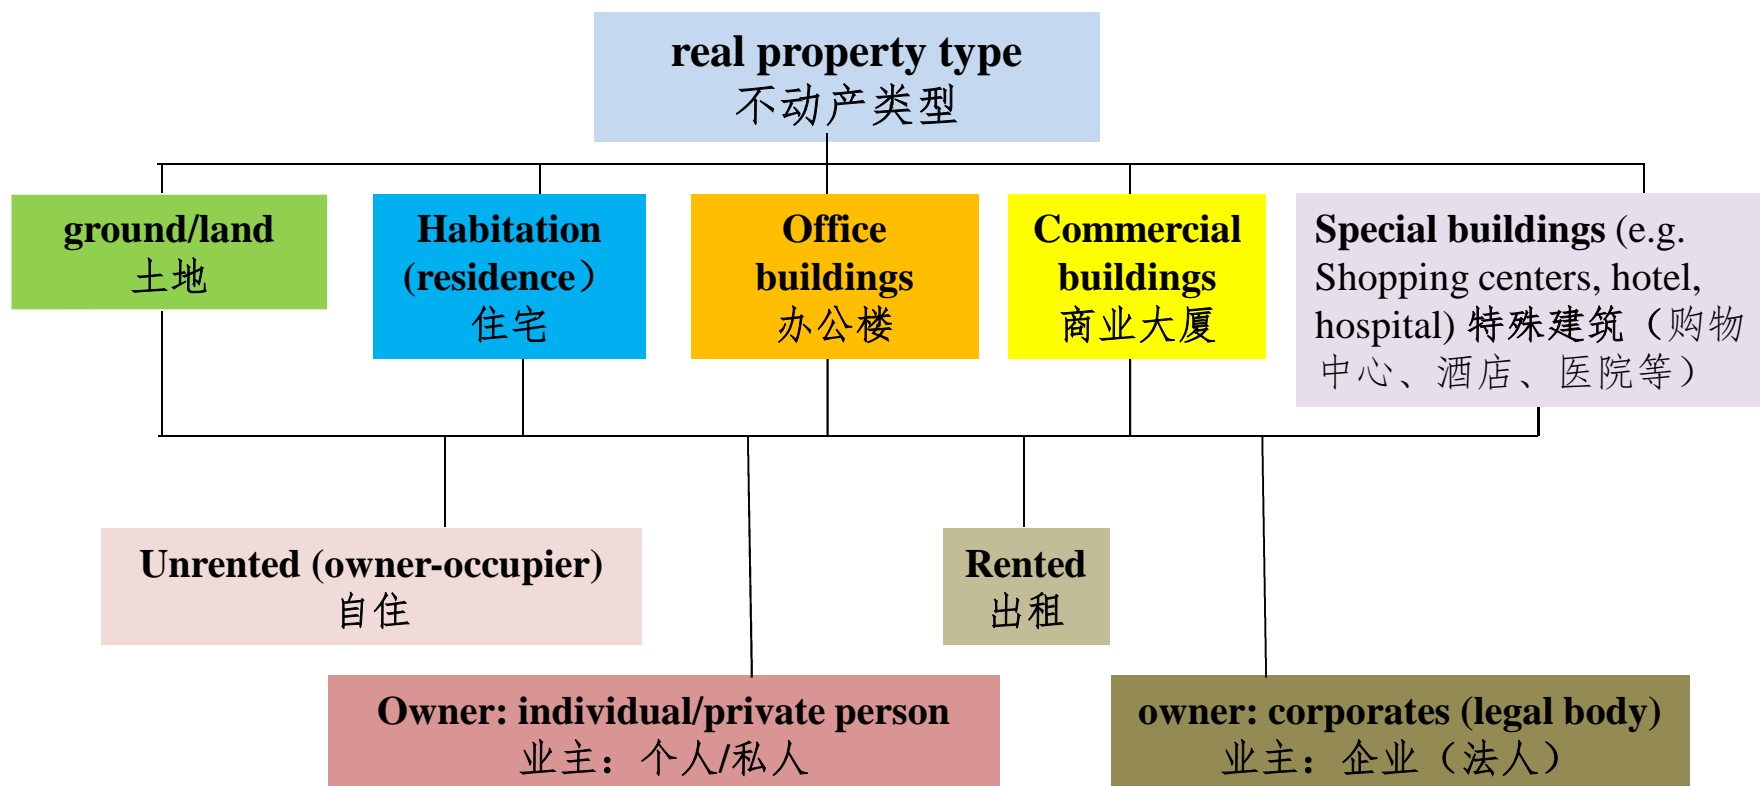 real property type
不动产类型
ground/land
土地
Habitation
(residence）
住宅
Office
buildings
办公楼
Commercial
buildings
商业大厦
Special buildings (e.g.
Shopping centers, hotel,
hospital) 特殊建筑（购物
中心、酒店、医院等）
Unrented (owner-occupier)
自住
Rented
出租
Owner: individual/private person
业主：个人/私人
owner: corporates (legal body)
业主：企业（法人）